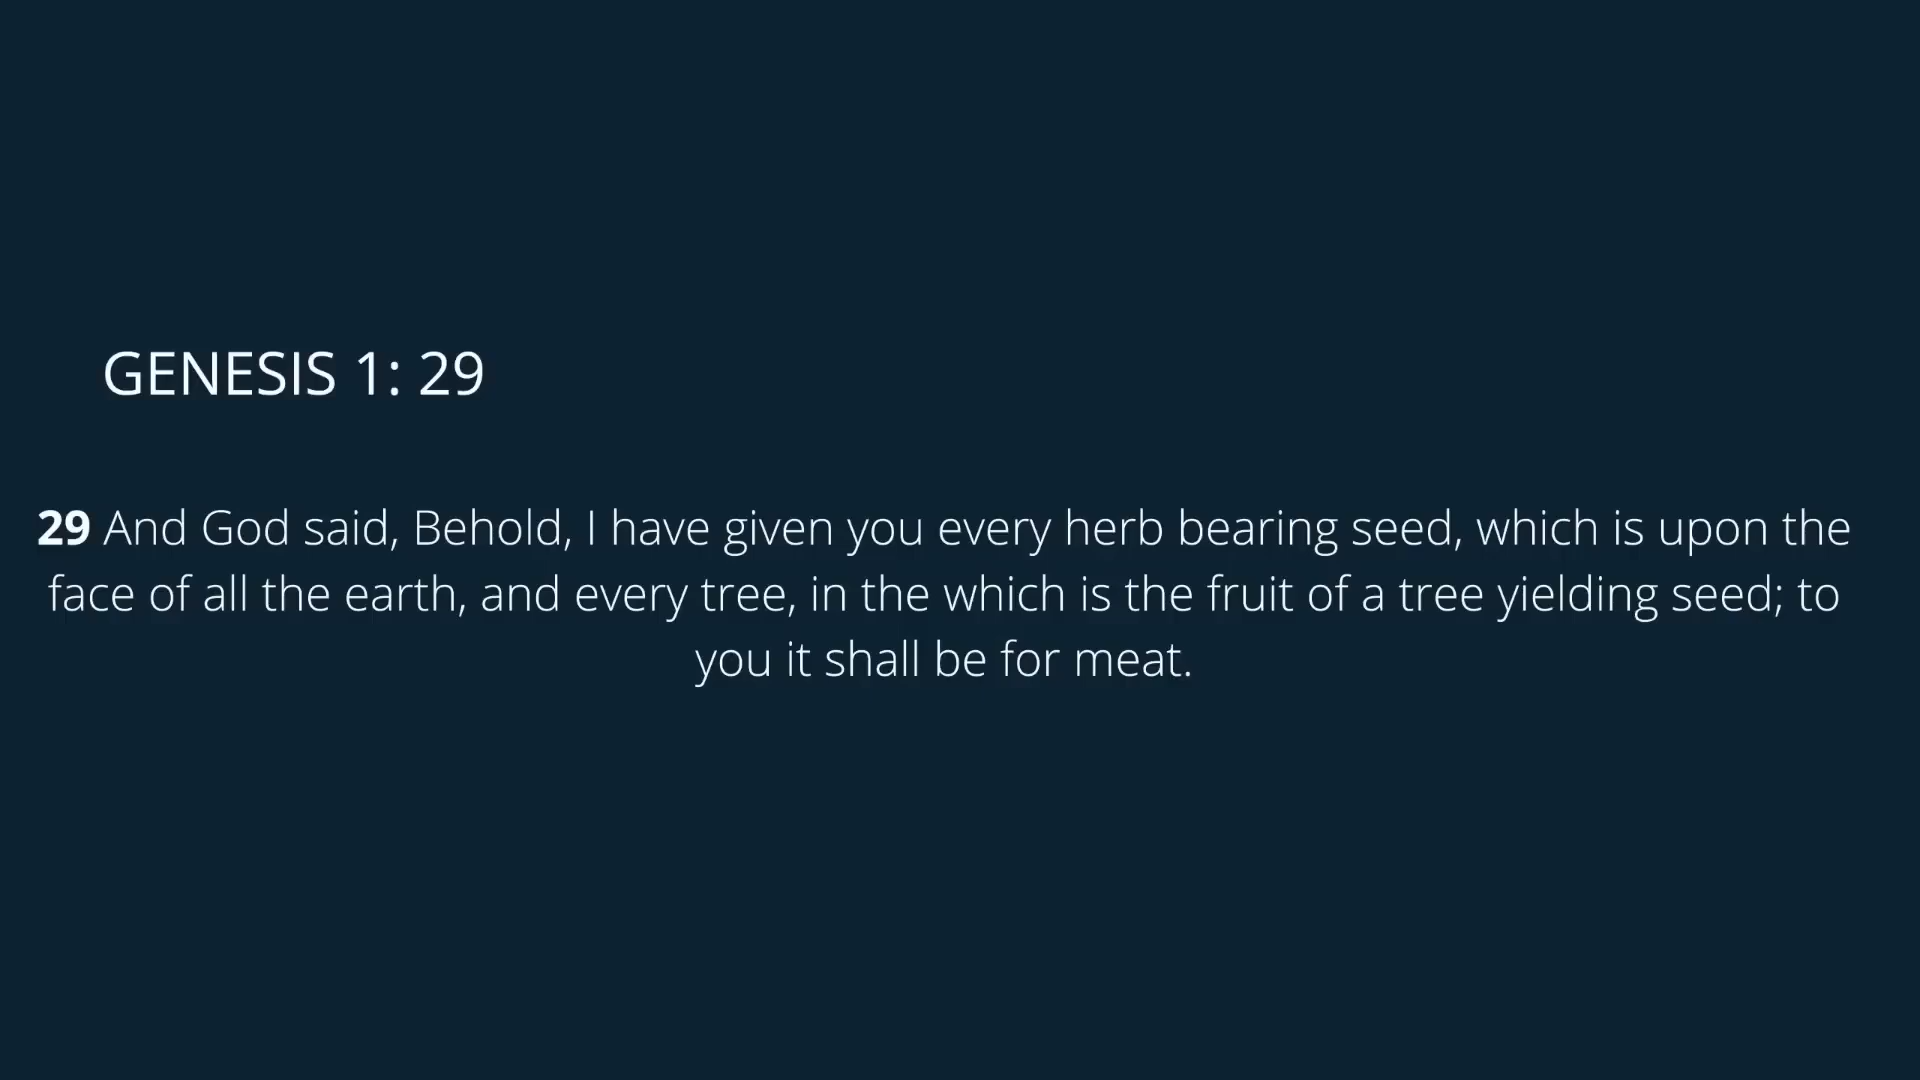 GENESIS 1: 29
29 And God said, Behold, I have given you every herb bearing seed, which is upon the
face of all the earth, and every tree, in the which is the fruit of a tree yielding seed; to
you it shall be for meat.